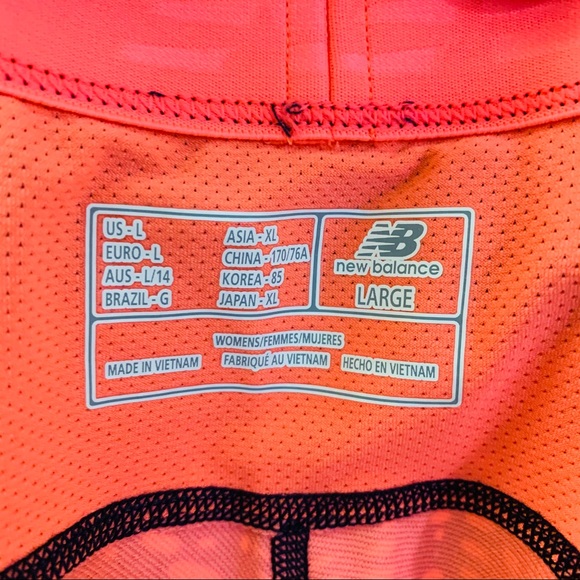 US-L
EURO-L
AUS-L/14
BRAZIL-G
ASIA-XL
CHINA-170/76A
KOREA-85
JAPAN-XL
NB
new balance
LARGE
WOMENS/FEMMES/MUJERES
MADE IN VIETNAM
FABRIQUÉ AU VIETNAM
HECHO EN VIETNAM